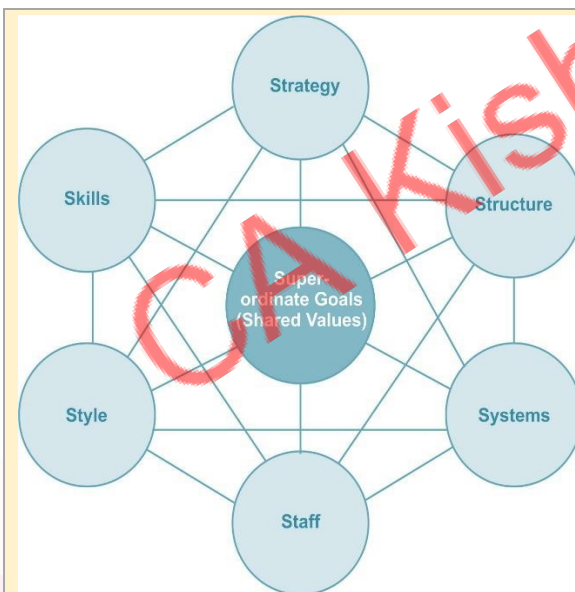 Strategy
Skills
Structure
Super-
ordinate Goals
(Shared Values)
Style
Systems
Staff
CA Kish